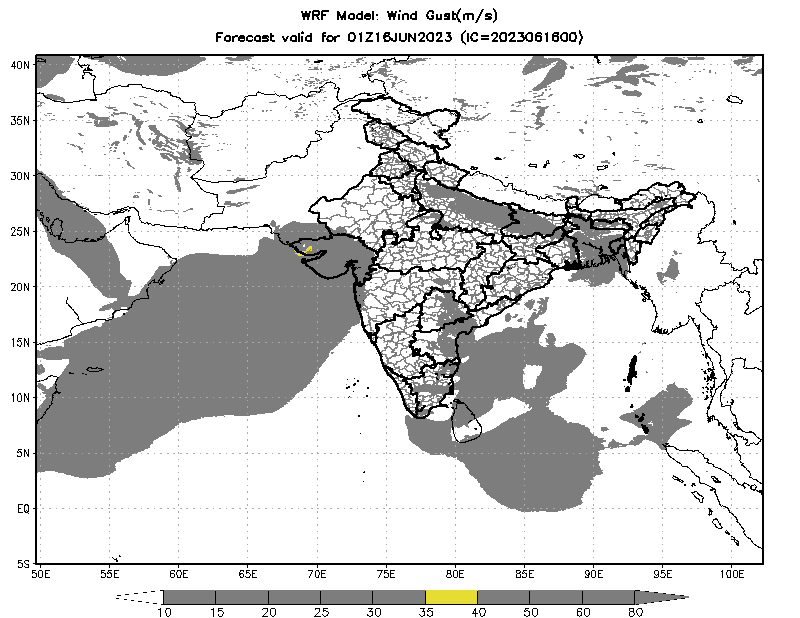 WRF Model: Wind Gust(m/s)
Forecast valid for 01Z16JUN2023 (IC=2023061600)
40N
35N
30N
25N
20N
15N
10N
5N
EQ
5S
50E 55E 60E 65E 70E 75E 80E 85E 90E 95E 100E
10 15 20 25 30 35 40 50 60 80